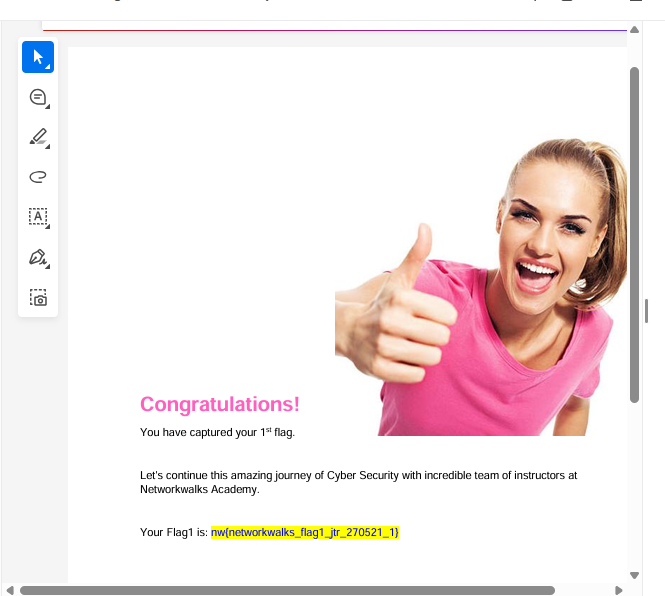 Congratulations!
You have captured your 1st flag.
Let's continue this amazing journey of Cyber Security with incredible team of instructors at
Networkwalks Academy.
Your Flag1 is: nw{networkwalks_flag1_jtr_270521_1}